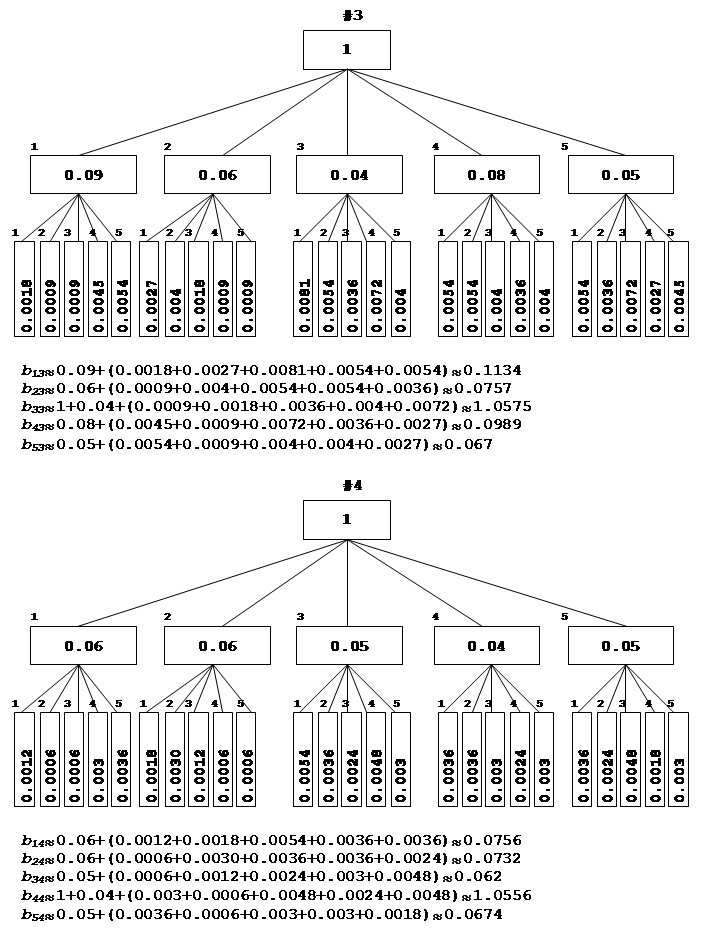 #3
1
1 2 3 4 5
0.09 0.06 0.04 0.08 0.05
1 2 3 4 5 1 2 3 4 5 1 2 3 4 5 1 2 3 4 5 1 2 3 4 5
0.0018 0.0009 0.0009 0.0045 0.0054 0.0027 0.004 0.0018 0.0009 0.0009 0.0081 0.0054 0.0036 0.0072 0.004 0.0054 0.0054 0.004 0.0036 0.004 0.0054 0.0036 0.0072 0.0027 0.0045
b13≈0.09+(0.0018+0.0027+0.0081+0.0054+0.0054)≈0.1134
b23≈0.06+(0.0009+0.004+0.0054+0.0054+0.0036)≈0.0757
b33≈1+0.04+(0.0009+0.0018+0.0036+0.004+0.0072)≈1.0575
b43≈0.08+(0.0045+0.0009+0.0072+0.0036+0.0027)≈0.0989
b53≈0.05+(0.0054+0.0009+0.004+0.004+0.0027)≈0.067
#4
1
1 2 3 4 5
0.06 0.06 0.05 0.04 0.05
1 2 3 4 5 1 2 3 4 5 1 2 3 4 5 1 2 3 4 5 1 2 3 4 5
0.0012 0.0006 0.0006 0.003 0.0036 0.0018 0.0030 0.0012 0.0006 0.0006 0.0054 0.0036 0.0024 0.0048 0.003 0.0036 0.0036 0.003 0.0024 0.003 0.0036 0.0024 0.0048 0.0018 0.003
b14≈0.06+(0.0012+0.0018+0.0054+0.0036+0.0036)≈0.0756
b24≈0.06+(0.0006+0.0030+0.0036+0.0036+0.0024)≈0.0732
b34≈0.05+(0.0006+0.0012+0.0024+0.003+0.0048)≈0.062
b44≈1+0.04+(0.003+0.0006+0.0048+0.0024+0.0048)≈1.0556
b54≈0.05+(0.0036+0.0006+0.003+0.003+0.0018)≈0.0674